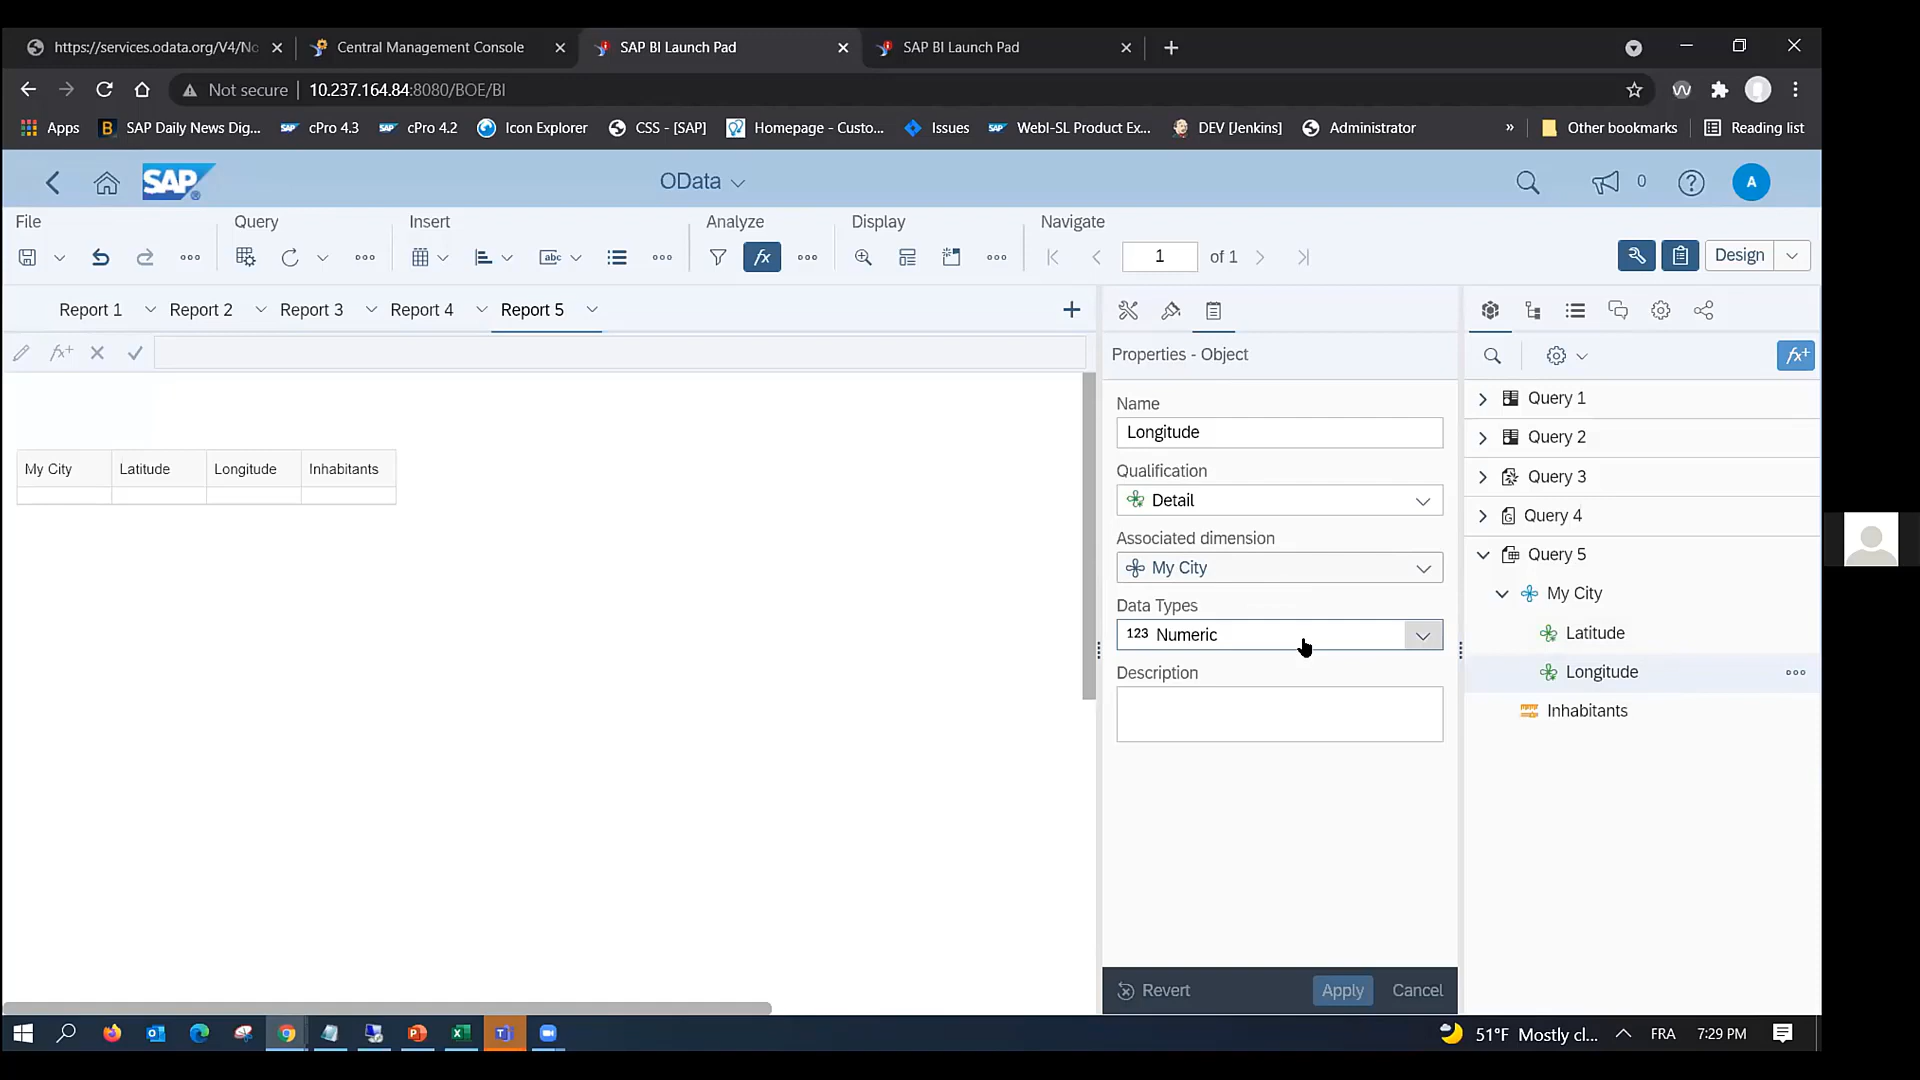 https://services.odata.org/V4/No
Central Management Console
SAP BI Launch Pad
SAP BI Launch Pad
Not secure
10.237.164.84:8080/BOE/BI
Apps
SAP Daily News Dig...
cPro 4.3
cPro 4.2
Icon Explorer
CSS - [SAP]
Homepage - Custo...
Issues
WebI-SL Product Ex...
DEV [Jenkins]
Administrator
»
Other bookmarks
Reading list
SAP
OData
0
A
File
Query
Insert
Analyze
Display
Navigate
abc
fx
1
of 1
Design
Report 1
Report 2
Report 3
Report 4
Report 5
fx+
Properties - Object
fx+
Name
Longitude
Qualification
Detail
Associated dimension
My City
Data Types
123 Numeric
Description
Revert
Apply
Cancel
My City
Latitude
Longitude
Inhabitants
Query 1
Query 2
Query 3
Query 4
Query 5
My City
Latitude
Longitude
Inhabitants
51°F Mostly cl...
FRA
7:29 PM